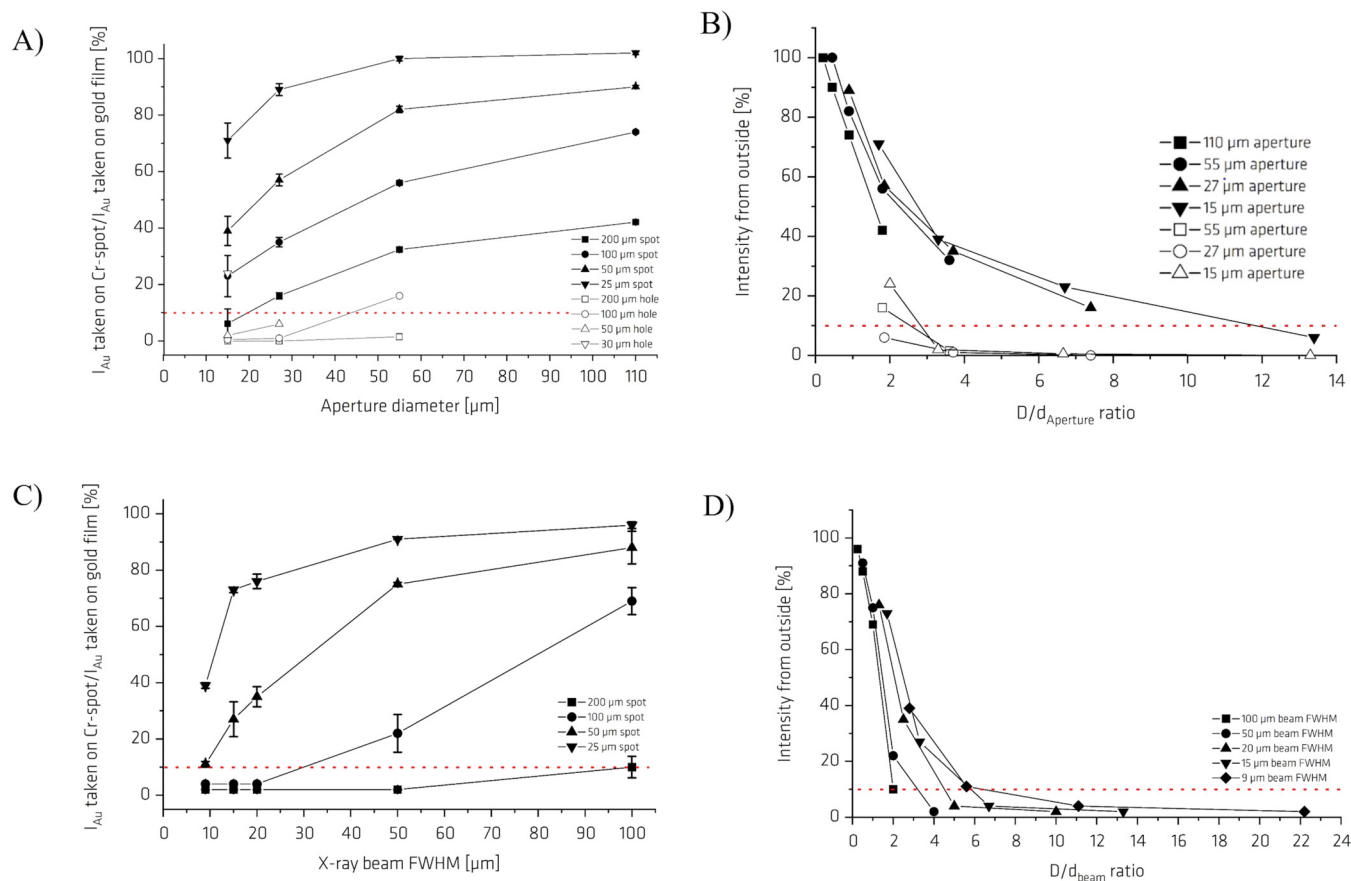 A)
I_Au taken on Cr-spot/I_Au taken on gold film [%]
100
80
60
40
20
0
200 µm spot
100 µm spot
50 µm spot
25 µm spot
200 µm hole
100 µm hole
50 µm hole
30 µm hole
0 10 20 30 40 50 60 70 80 90 100 110
Aperture diameter [µm]
B)
Intensity from outside [%]
100
80
60
40
20
0
110 µm aperture
55 µm aperture
27 µm aperture
15 µm aperture
55 µm aperture
27 µm aperture
15 µm aperture
0 2 4 6 8 10 12 14
D/d_Aperture ratio
C)
I_Au taken on Cr-spot/I_Au taken on gold film [%]
100
80
60
40
20
0
200 µm spot
100 µm spot
50 µm spot
25 µm spot
0 10 20 30 40 50 60 70 80 90 100
X-ray beam FWHM [µm]
D)
Intensity from outside [%]
100
80
60
40
20
0
100 µm beam FWHM
50 µm beam FWHM
20 µm beam FWHM
15 µm beam FWHM
9 µm beam FWHM
0 2 4 6 8 10 12 14 16 18 20 22 24
D/d_beam ratio